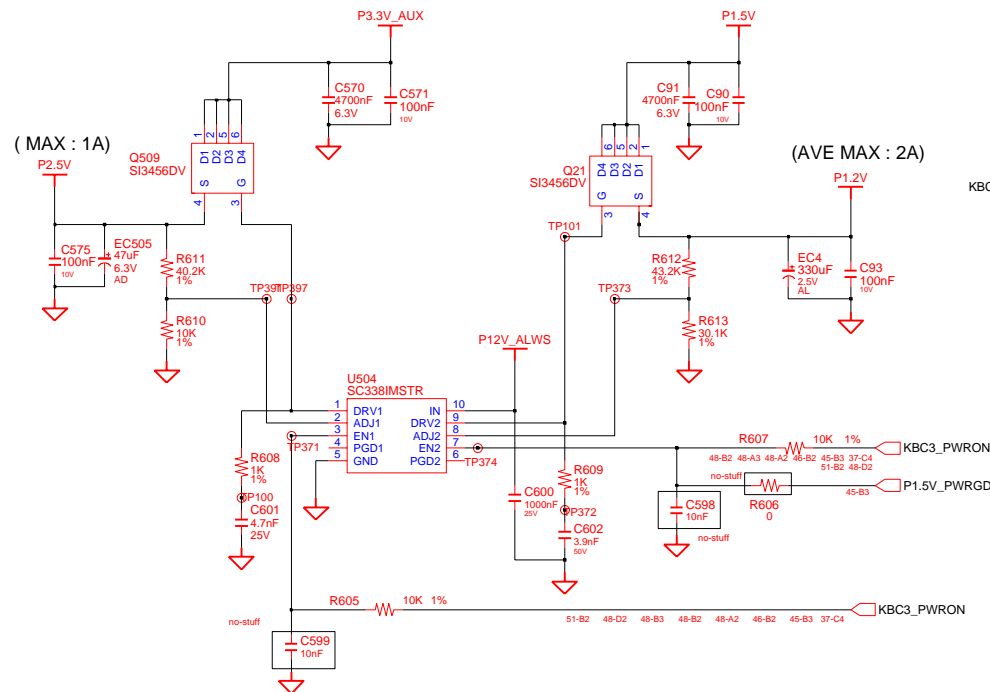 P3.3V_AUX
P1.5V
C570
4700nF
6.3V
C571
100nF
10V
C91
4700nF
6.3V
C90
100nF
10V
( MAX : 1A)
P2.5V
Q509
SI3456DV
1
2
5
6
D1
D2
D3
D4
S
G
4
3
Q21
SI3456DV
6
5
2
1
D4
D3
D2
D1
G
S
3
4
(AVE MAX : 2A)
P1.2V
KBC
C575
100nF
10V
EC505
47uF
6.3V
AD
R611
40.2K
1%
TP391
TP397
R610
10K
1%
TP101
R612
43.2K
1%
TP373
R613
30.1K
1%
EC4
330uF
2.5V
AL
C93
100nF
10V
P12V_ALWS
U504
SC338IMSTR
1 DRV1 IN 10
2 ADJ1 DRV2 9
3 EN1 ADJ2 8
4 PGD1 EN2 7
5 GND PGD2 6
TP371
TP374
R608
1K
1%
TP100
C601
4.7nF
25V
C600
1000nF
25V
R609
1K
1%
TP372
C602
3.9nF
50V
R607 10K 1%
KBC3_PWRON
48-B2 48-A3 48-A2 46-B2 45-B3 37-C4
51-B2 48-D2
no-stuff
R606
0
P1.5V_PWRGD
45-B3
C598
10nF
no-stuff
R605 10K 1%
KBC3_PWRON
51-B2 48-D2 48-B3 48-B2 48-A2 46-B2 45-B3 37-C4
no-stuff
C599
10nF